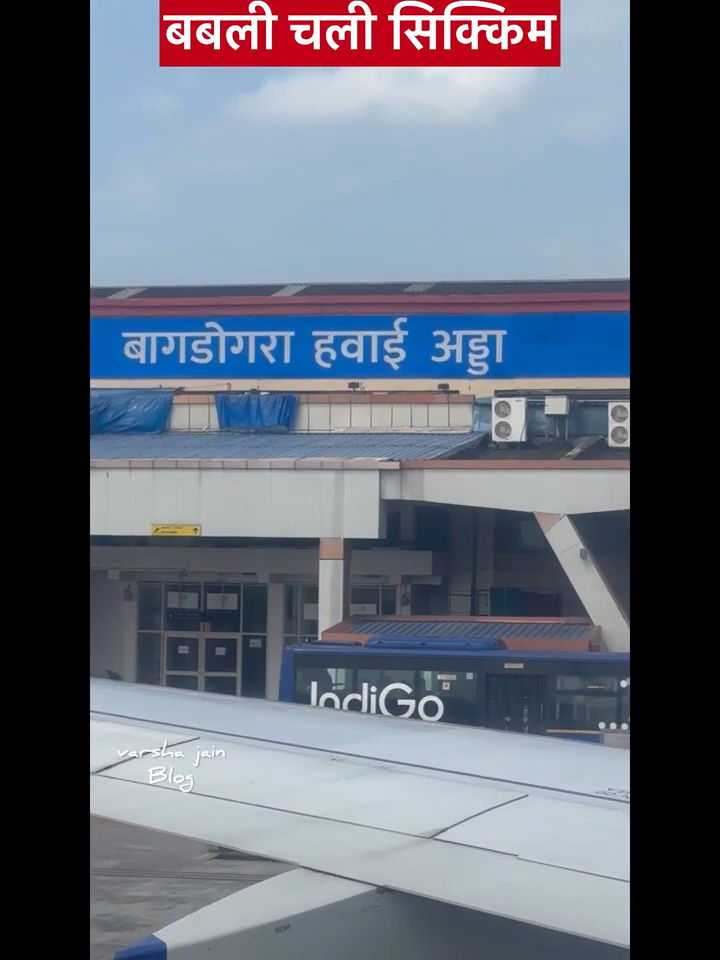 बबली चली सिक्किम
बागडोगरा हवाई अड्डा
IndiGo
varsha jain
Blog